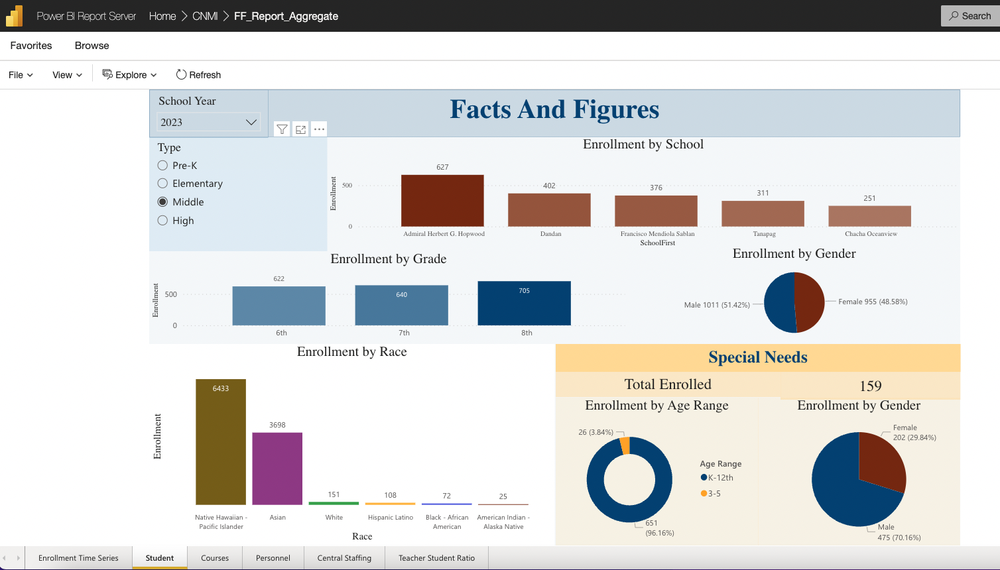 Power BI Report Server Home > CNMI > FF_Report_Aggregate
Search
Favorites Browse
File View Explore Refresh
School Year
2023
Facts And Figures
Type
Pre-K
Elementary
Middle
High
Enrollment by School
Enrollment
500
0
627
402
376
311
251
Admiral Herbert G. Hopwood
Dandan
Francisco Mendiola Sablan
Tanapag
Chacha Oceanview
SchoolFirst
Enrollment by Grade
Enrollment
500
0
622
640
705
6th
7th
8th
Enrollment by Gender
Male 1011 (51.42%)
Female 955 (48.58%)
Enrollment by Race
Enrollment
6433
3698
151
108
72
25
Native Hawaiian -
Pacific Islander
Asian
White
Hispanic Latino
Black - African
American
American Indian -
Alaska Native
Race
Special Needs
Total Enrolled
159
Enrollment by Age Range
26 (3.84%)
651
(96.16%)
Age Range
K-12th
3-5
Enrollment by Gender
Female
202 (29.84%)
Male
475 (70.16%)
Enrollment Time Series
Student
Courses
Personnel
Central Staffing
Teacher Student Ratio